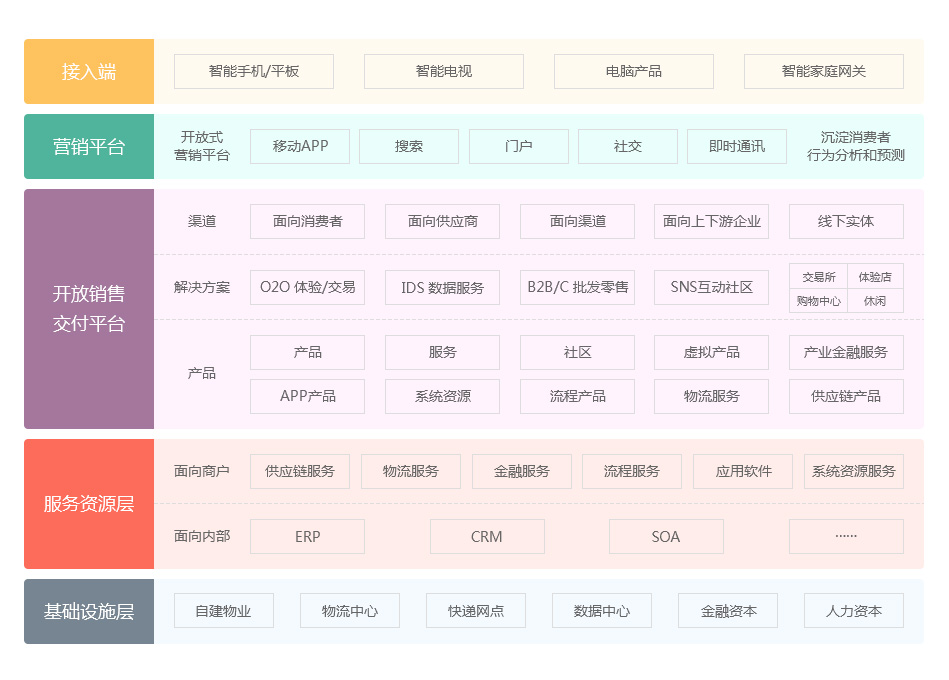 接入端
智能手机/平板
智能电视
电脑产品
智能家庭网关
营销平台
开放式
营销平台
移动APP
搜索
门户
社交
即时通讯
沉淀消费者
行为分析和预测
开放销售
交付平台
渠道
面向消费者
面向供应商
面向渠道
面向上下游企业
线下实体
解决方案
O2O 体验/交易
IDS 数据服务
B2B/C 批发零售
SNS互动社区
交易所
体验店
购物中心
休闲
产品
产品
服务
社区
虚拟产品
产业金融服务
APP产品
系统资源
流程产品
物流服务
供应链产品
服务资源层
面向商户
供应链服务
物流服务
金融服务
流程服务
应用软件
系统资源服务
面向内部
ERP
CRM
SOA
······
基础设施层
自建物业
物流中心
快递网点
数据中心
金融资本
人力资本